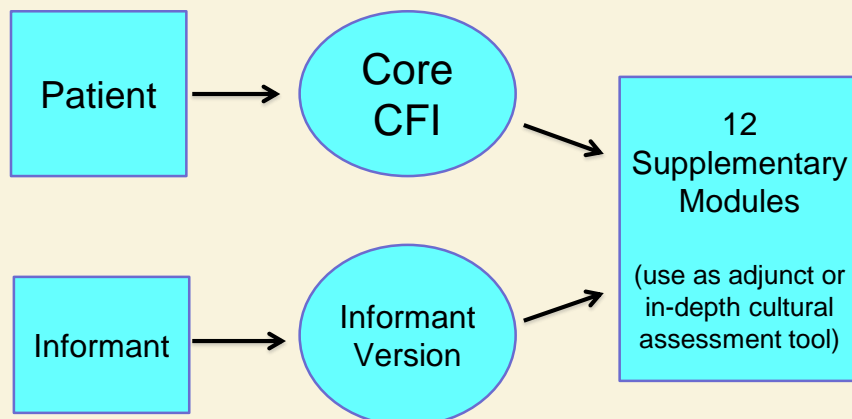 Patient
Core
CFI
12
Supplementary
Modules
(use as adjunct or
in-depth cultural
assessment tool)
Informant
Informant
Version